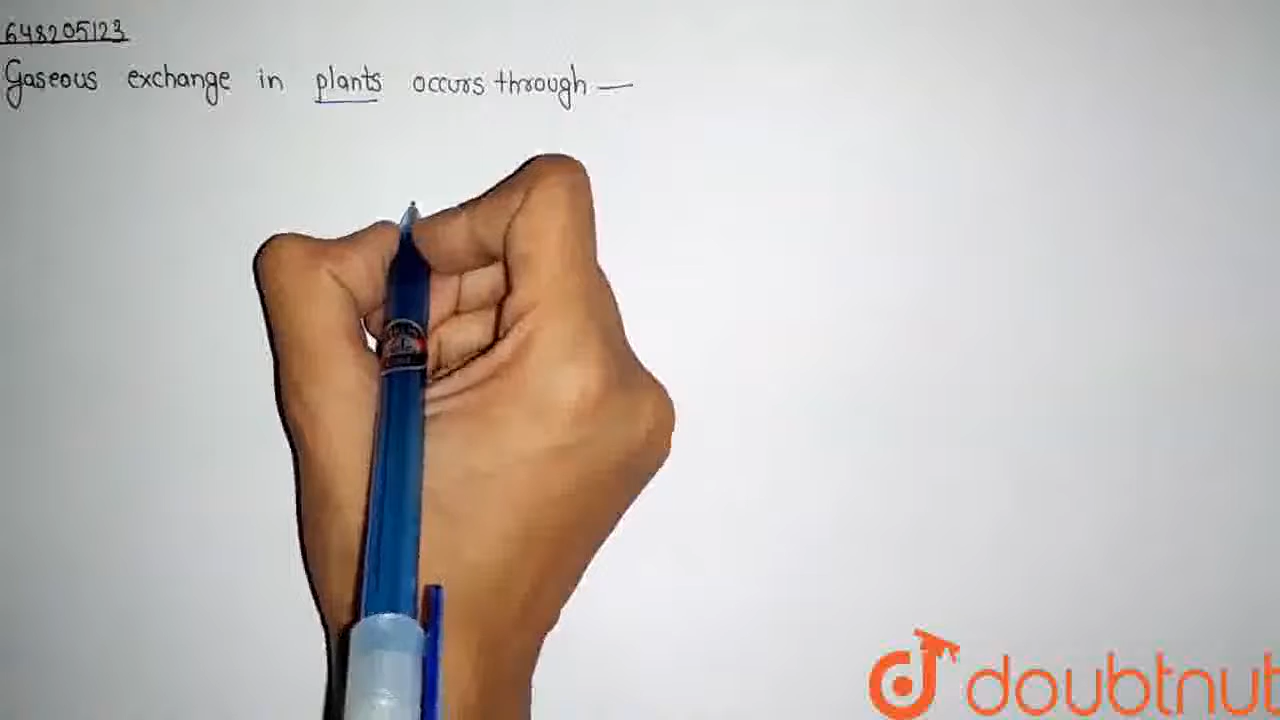 648205123
Gaseous exchange in plants occurs through —
doubtnut